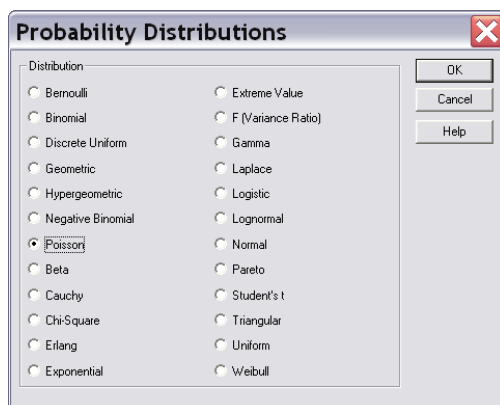 Probability Distributions
Distribution
Bernoulli
Binomial
Discrete Uniform
Geometric
Hypergeometric
Negative Binomial
Poisson
Beta
Cauchy
Chi-Square
Erlang
Exponential
Extreme Value
F (Variance Ratio)
Gamma
Laplace
Logistic
Lognormal
Normal
Pareto
Student's t
Triangular
Uniform
Weibull
OK
Cancel
Help